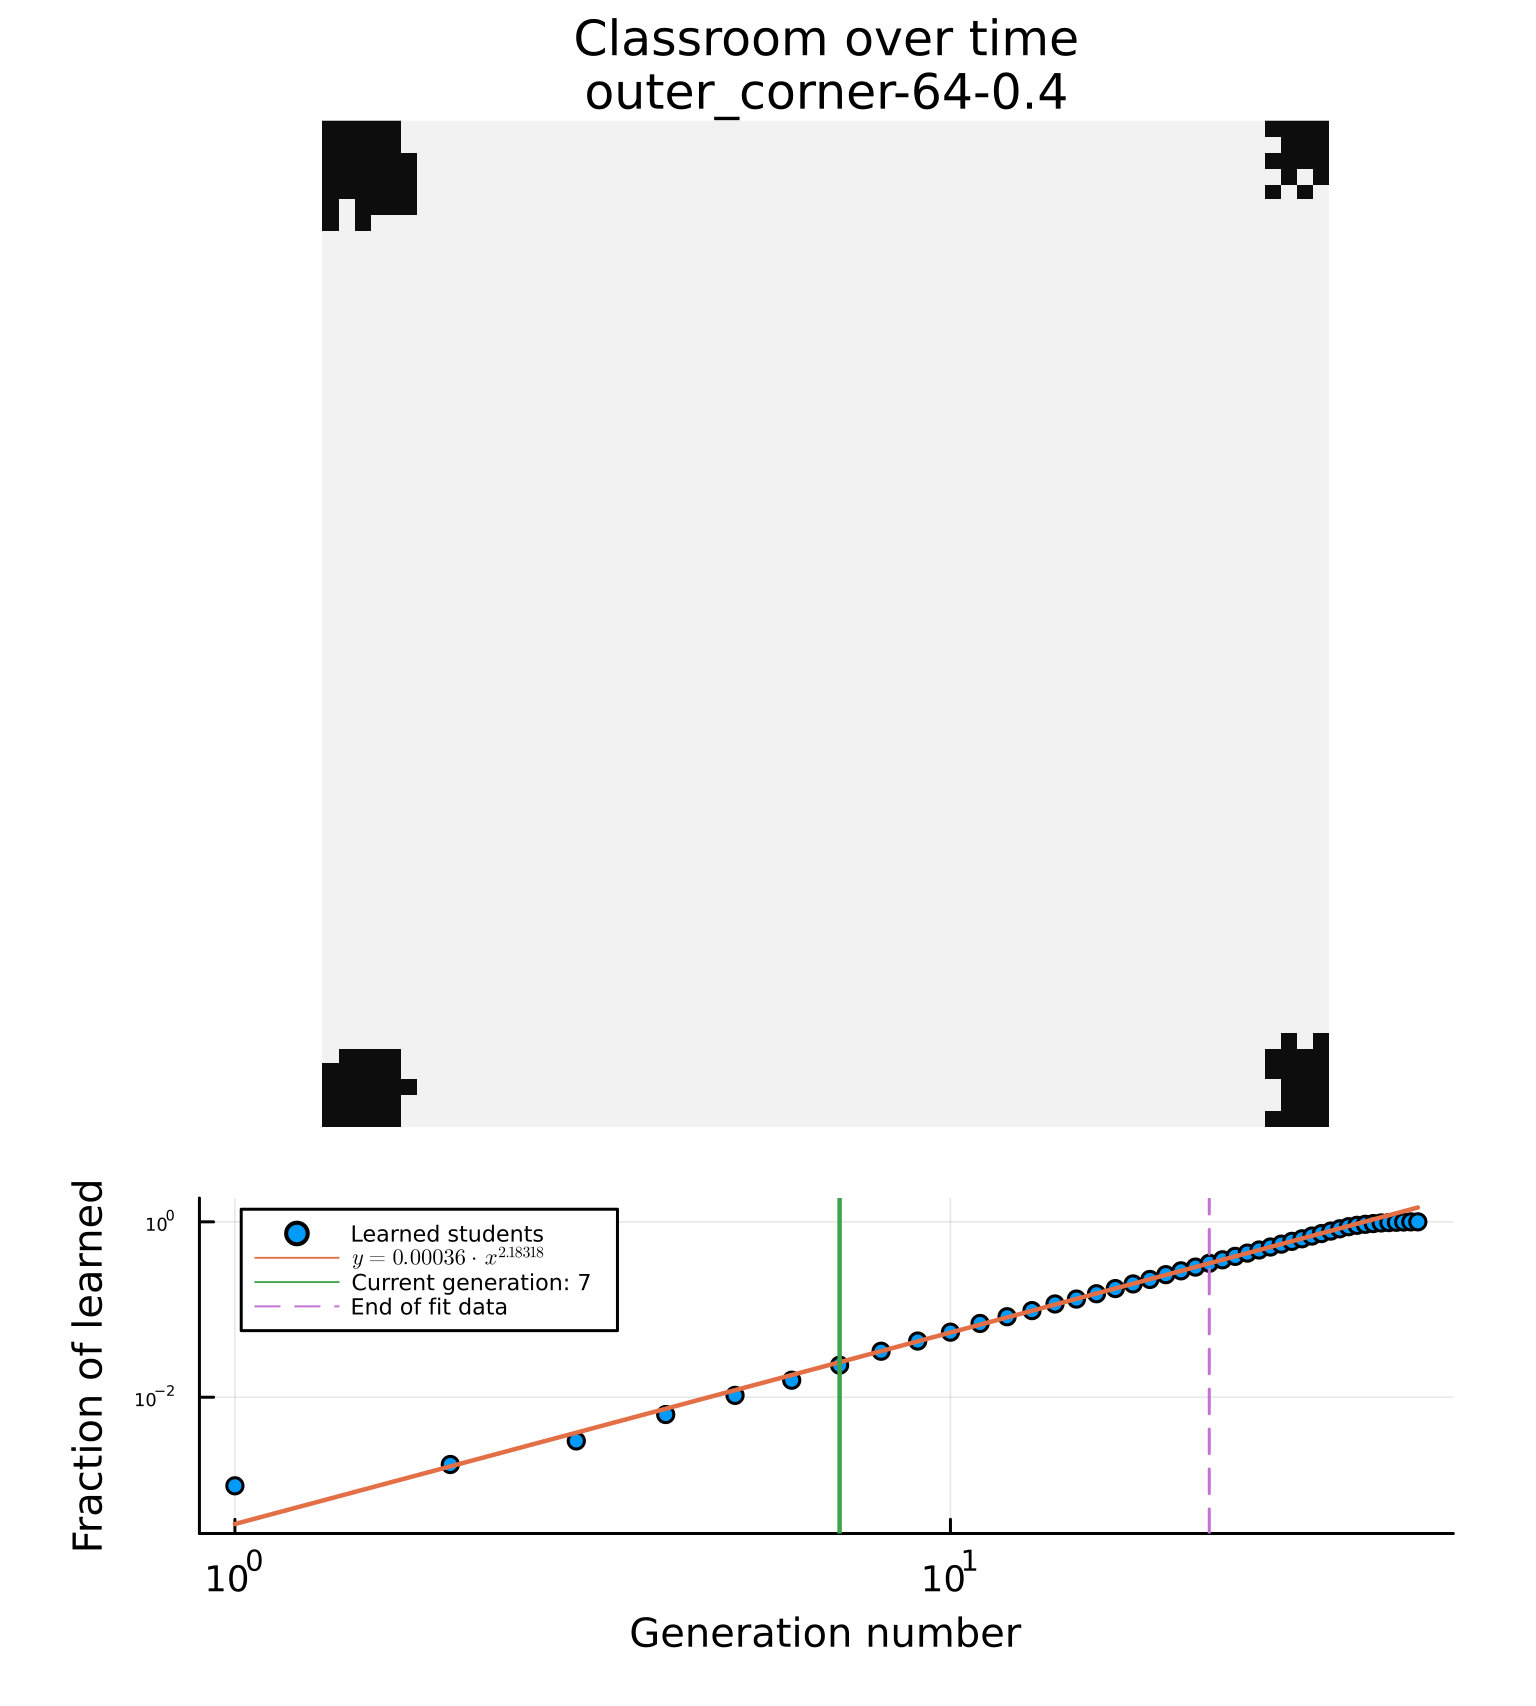 Classroom over time
outer_corner-64-0.4
Fraction of learned
10^0
10^-2
Learned students
y = 0.00036 · x^2.18318
Current generation: 7
End of fit data
10^0
10^1
Generation number